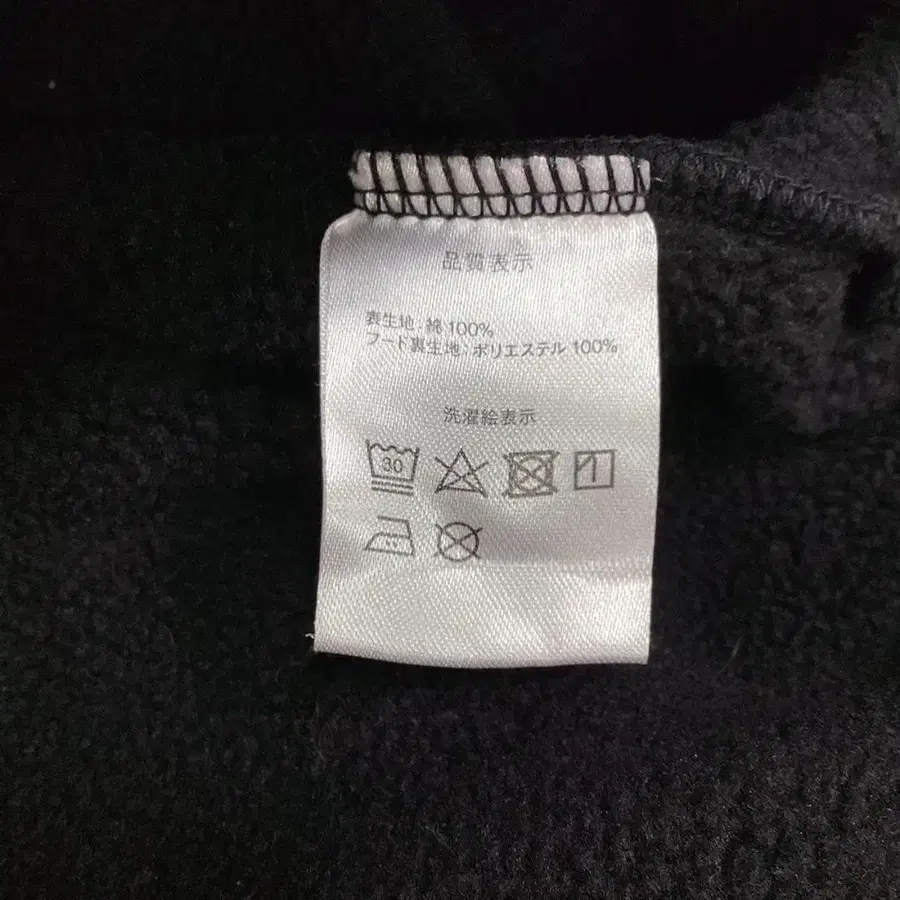 品質表示
表生地: 綿 100%
フード裏生地: ポリエステル 100%
洗濯絵表示
30